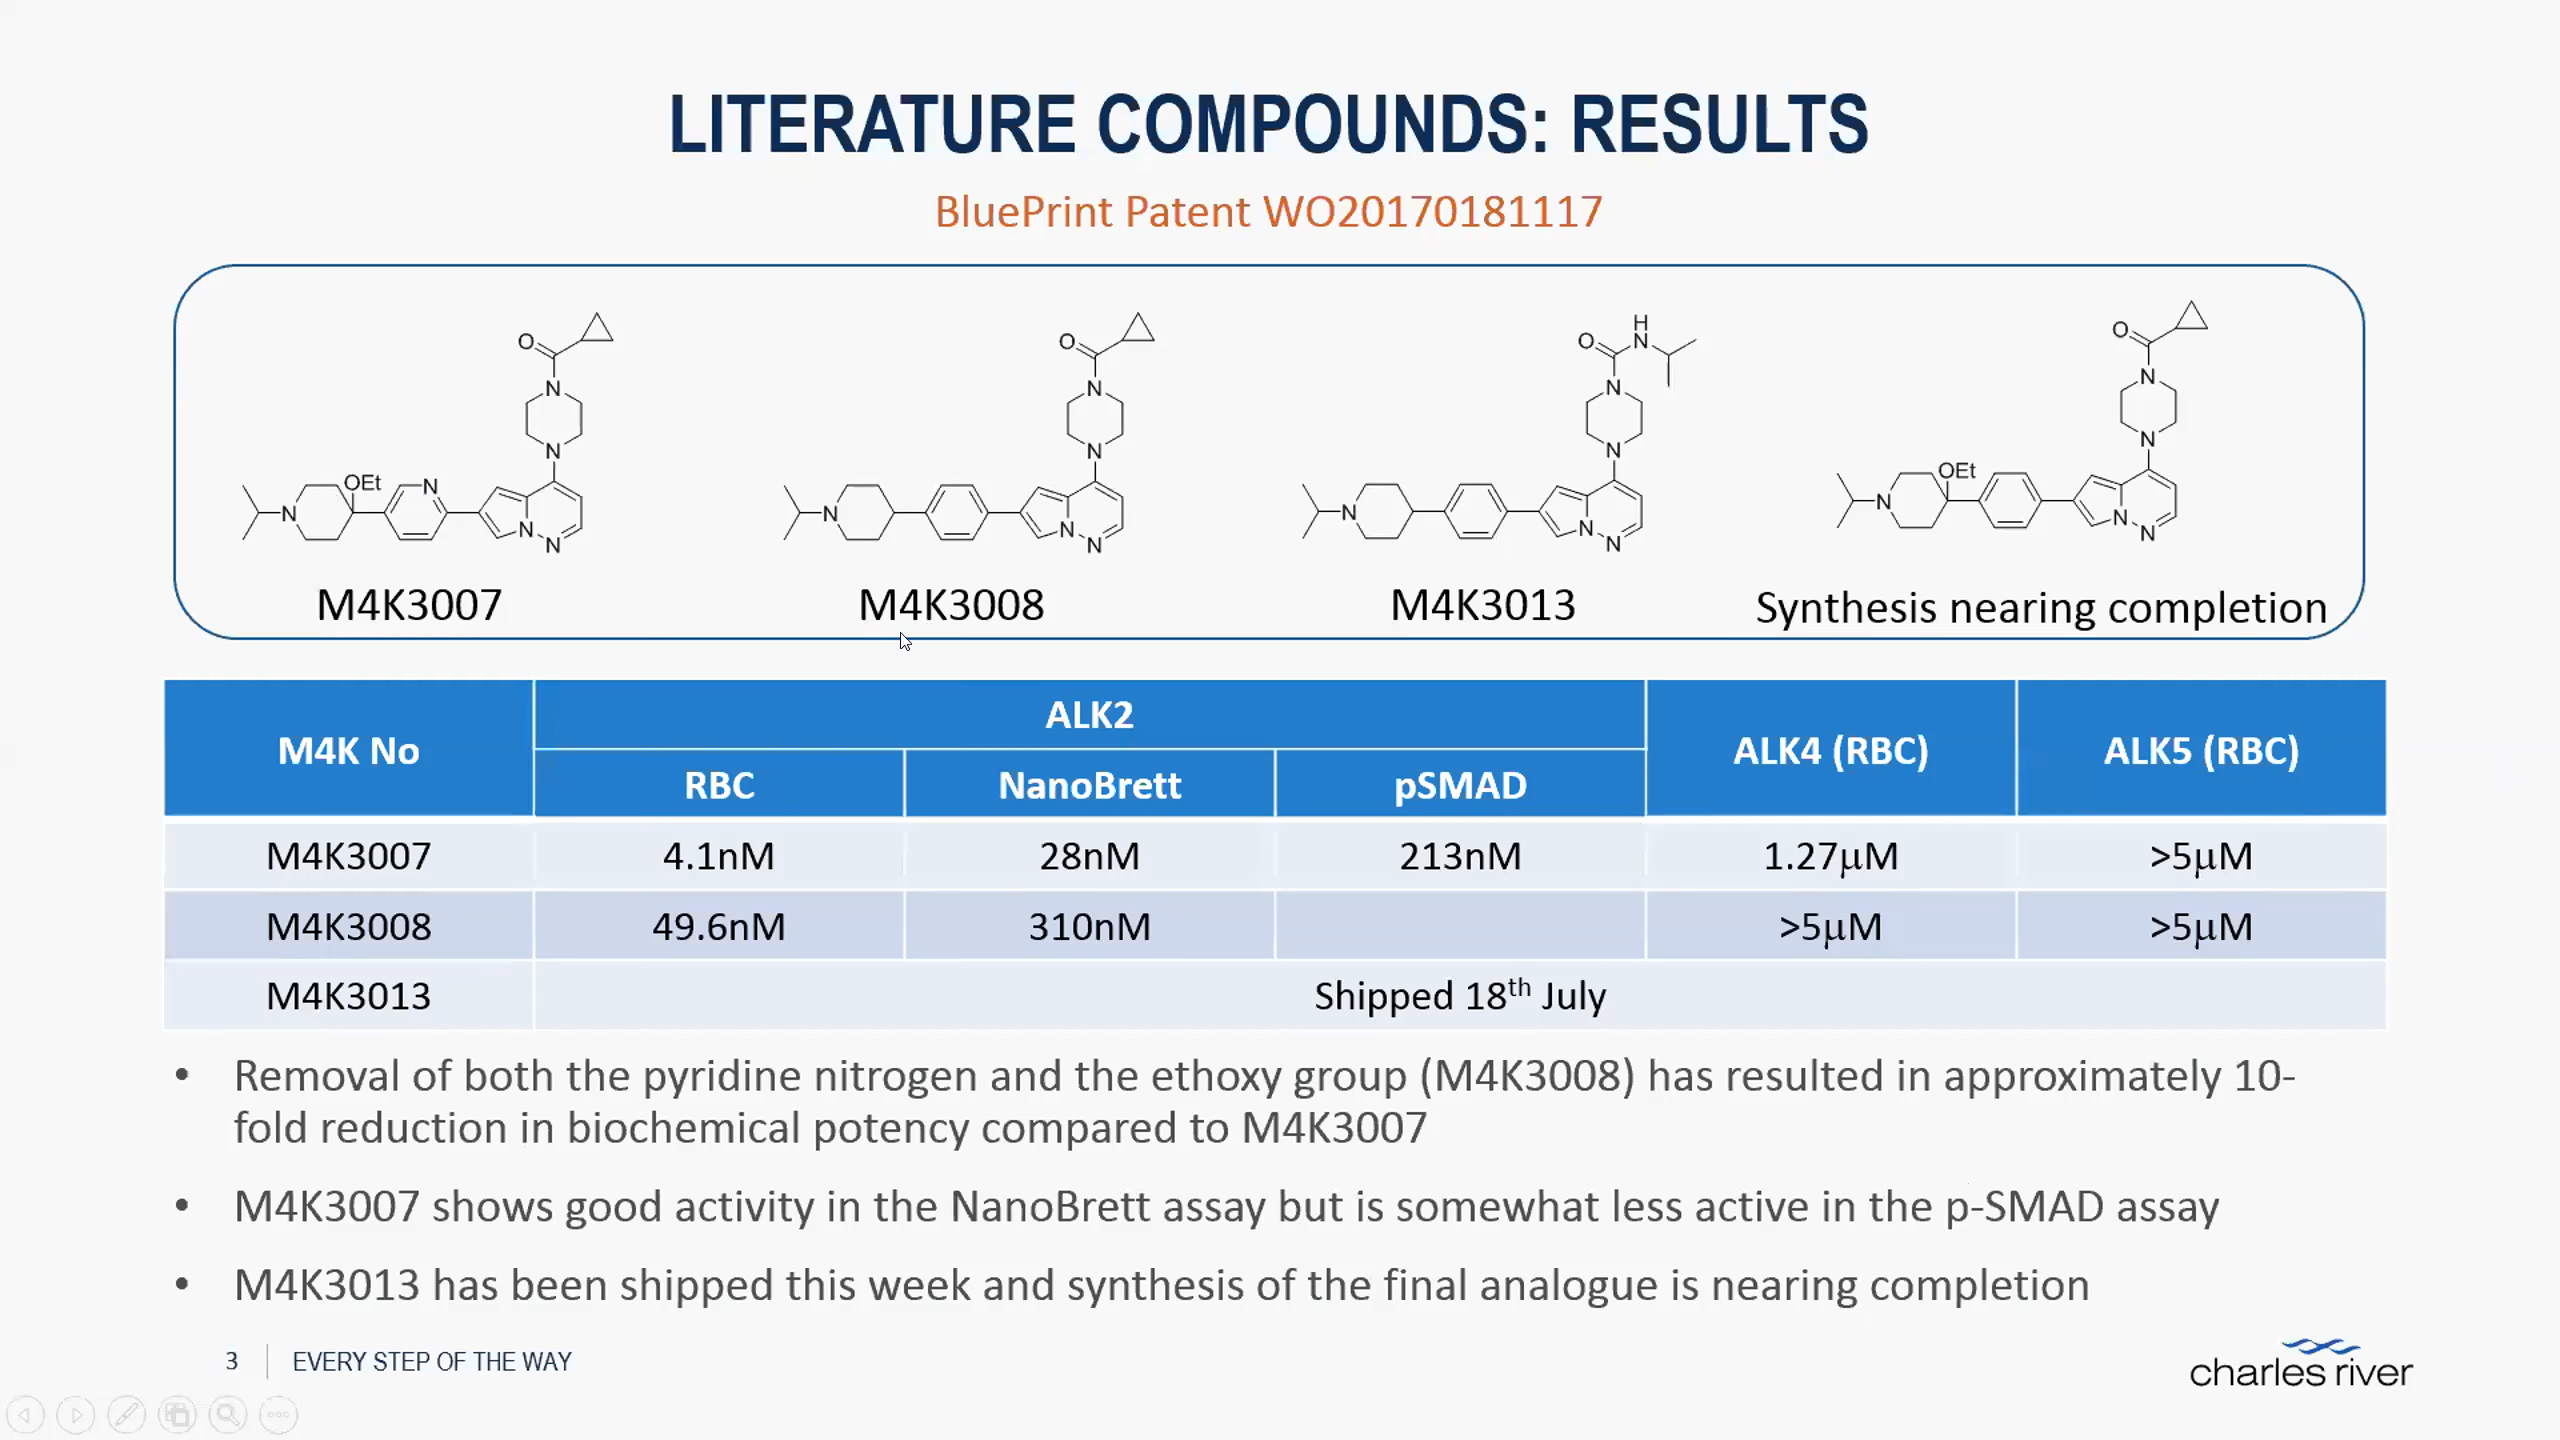 LITERATURE COMPOUNDS: RESULTS
BluePrint Patent WO20170181117
O
N
N
OEt
N
N
N
N
M4K3007
O
N
N
N
N
N
M4K3008
H
O
N
N
N
N
N
N
M4K3013
O
N
N
OEt
N
N
N
Synthesis nearing completion
M4K No
ALK2
ALK4 (RBC)
ALK5 (RBC)
RBC
NanoBrett
pSMAD
M4K3007
4.1nM
28nM
213nM
1.27µM
>5µM
M4K3008
49.6nM
310nM
>5µM
>5µM
M4K3013
Shipped 18th July
• Removal of both the pyridine nitrogen and the ethoxy group (M4K3008) has resulted in approximately 10-
fold reduction in biochemical potency compared to M4K3007
• M4K3007 shows good activity in the NanoBrett assay but is somewhat less active in the p-SMAD assay
• M4K3013 has been shipped this week and synthesis of the final analogue is nearing completion
3
EVERY STEP OF THE WAY
charles river